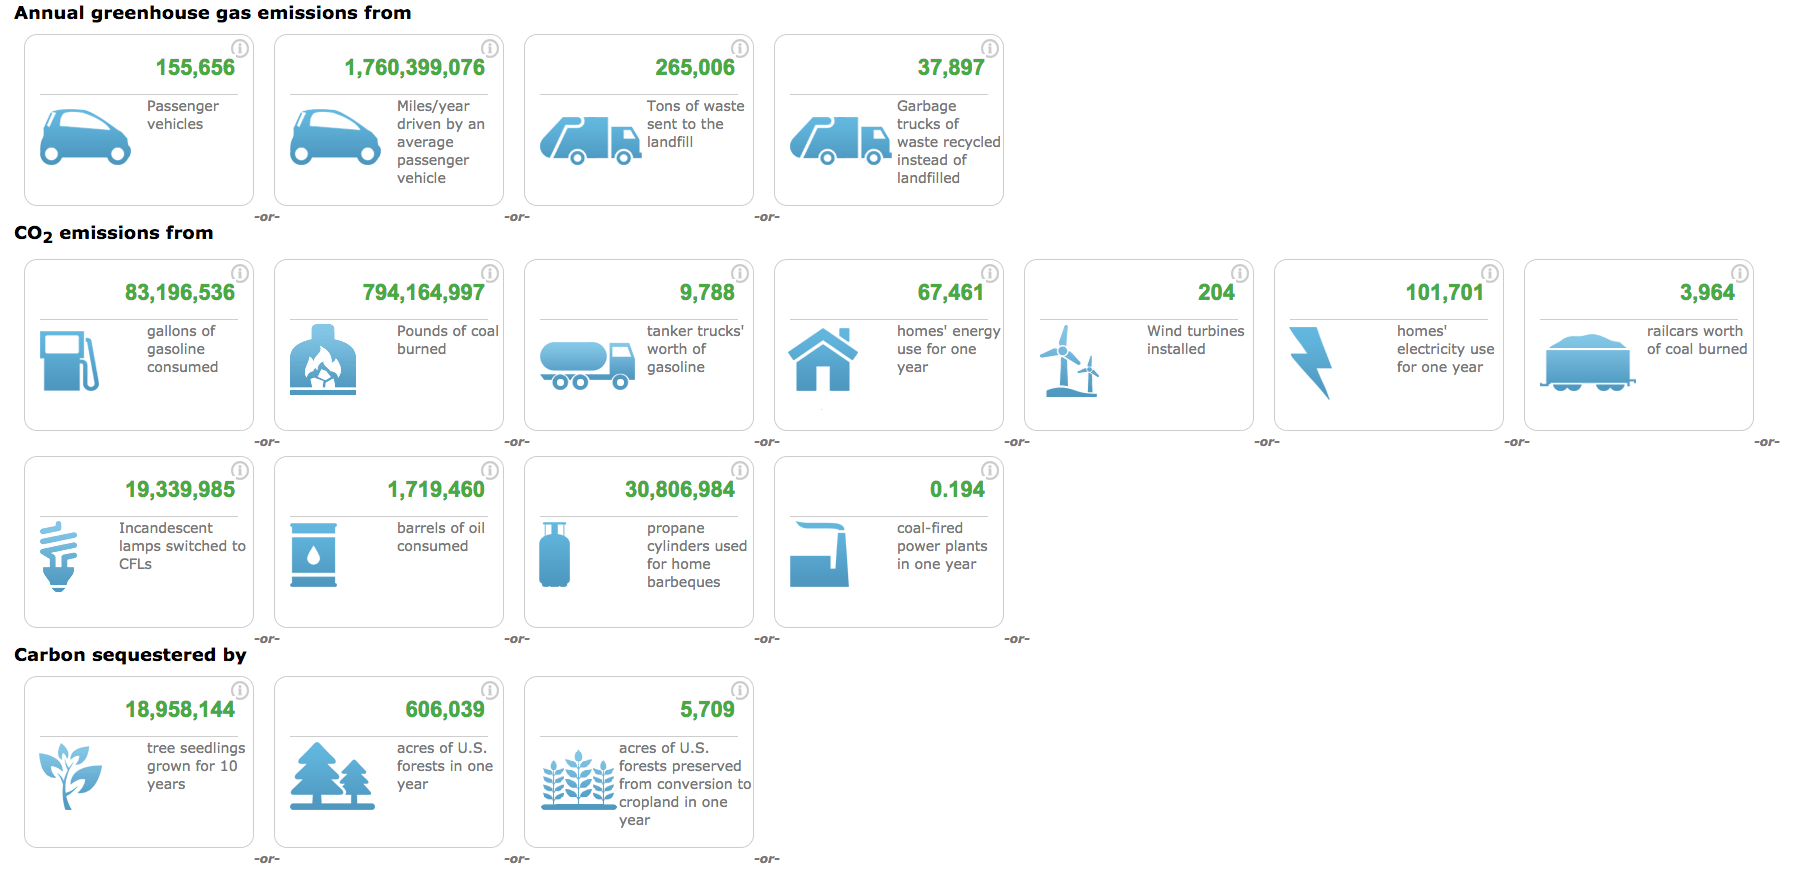 Annual greenhouse gas emissions from
155,656
Passenger
vehicles
-or-
1,760,399,076
Miles/year
driven by an
average
passenger
vehicle
-or-
265,006
Tons of waste
sent to the
landfill
-or-
37,897
Garbage
trucks of
waste recycled
instead of
landfilled
CO2 emissions from
83,196,536
gallons of
gasoline
consumed
-or-
794,164,997
Pounds of coal
burned
-or-
9,788
tanker trucks'
worth of
gasoline
-or-
67,461
homes' energy
use for one
year
-or-
204
Wind turbines
installed
-or-
101,701
homes'
electricity use
for one year
-or-
3,964
railcars worth
of coal burned
-or-
19,339,985
Incandescent
lamps switched to
CFLs
-or-
1,719,460
barrels of oil
consumed
-or-
30,806,984
propane
cylinders used
for home
barbeques
-or-
0.194
coal-fired
power plants
in one year
-or-
Carbon sequestered by
18,958,144
tree seedlings
grown for 10
years
-or-
606,039
acres of U.S.
forests in one
year
-or-
5,709
acres of U.S.
forests preserved
from conversion to
cropland in one
year
-or-